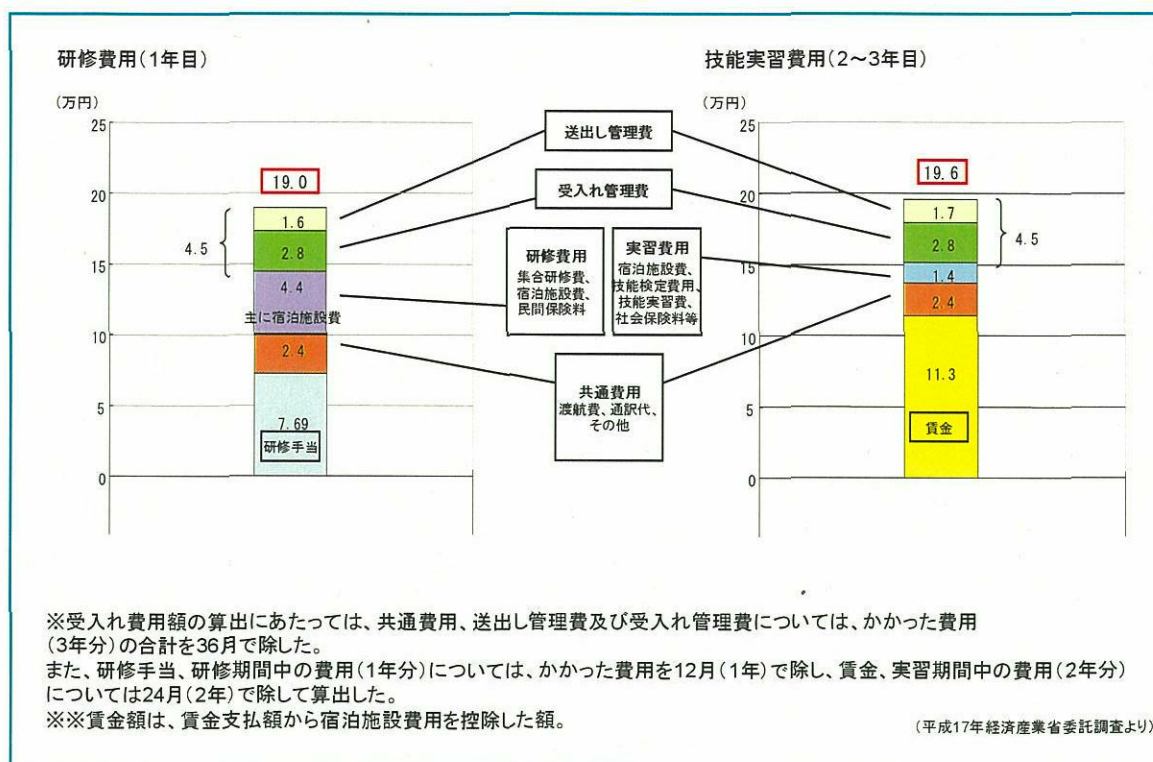 研修費用(1年目)
(万円)
25
20
15
10
5
0
19.0
1.6
2.8
4.5
4.4
主に宿泊施設費
2.4
7.69
研修手当
送出し管理費
受入れ管理費
研修費用
集合研修費、
宿泊施設費、
民間保険料
実習費用
宿泊施設費、
技能検定費用、
技能実習費、
社会保険料等
共通費用
渡航費、通訳代、
その他
技能実習費用(2～3年目)
(万円)
25
20
15
10
5
0
19.6
1.7
2.8
4.5
1.4
2.4
11.3
賃金
※受入れ費用額の算出にあたっては、共通費用、送出し管理費及び受入れ管理費については、かかった費用
(3年分)の合計を36月で除した。
また、研修手当、研修期間中の費用(1年分)については、かかった費用を12月(1年)で除し、賃金、実習期間中の費用(2年分)
については24月(2年)で除して算出した。
※※賃金額は、賃金支払額から宿泊施設費用を控除した額。
(平成17年経済産業省委託調査より)